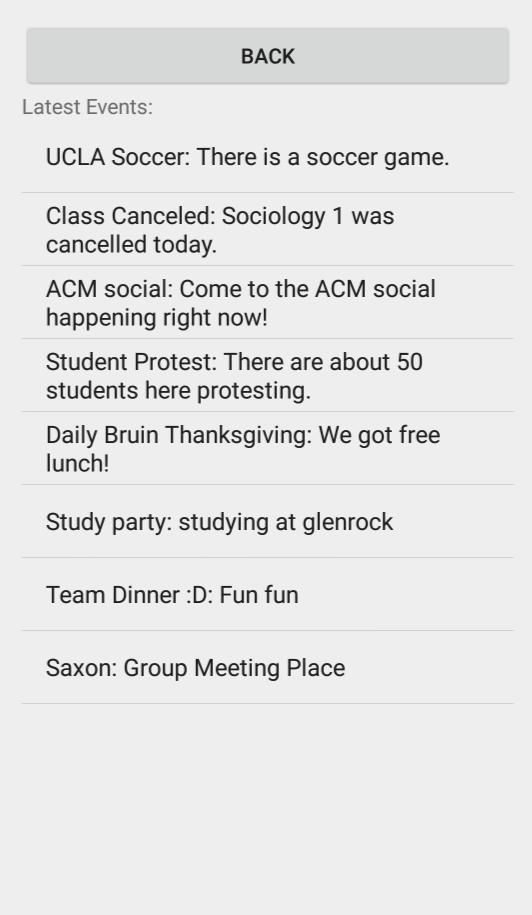 BACK
Latest Events:
UCLA Soccer: There is a soccer game.
Class Canceled: Sociology 1 was
cancelled today.
ACM social: Come to the ACM social
happening right now!
Student Protest: There are about 50
students here protesting.
Daily Bruin Thanksgiving: We got free
lunch!
Study party: studying at glenrock
Team Dinner :D: Fun fun
Saxon: Group Meeting Place